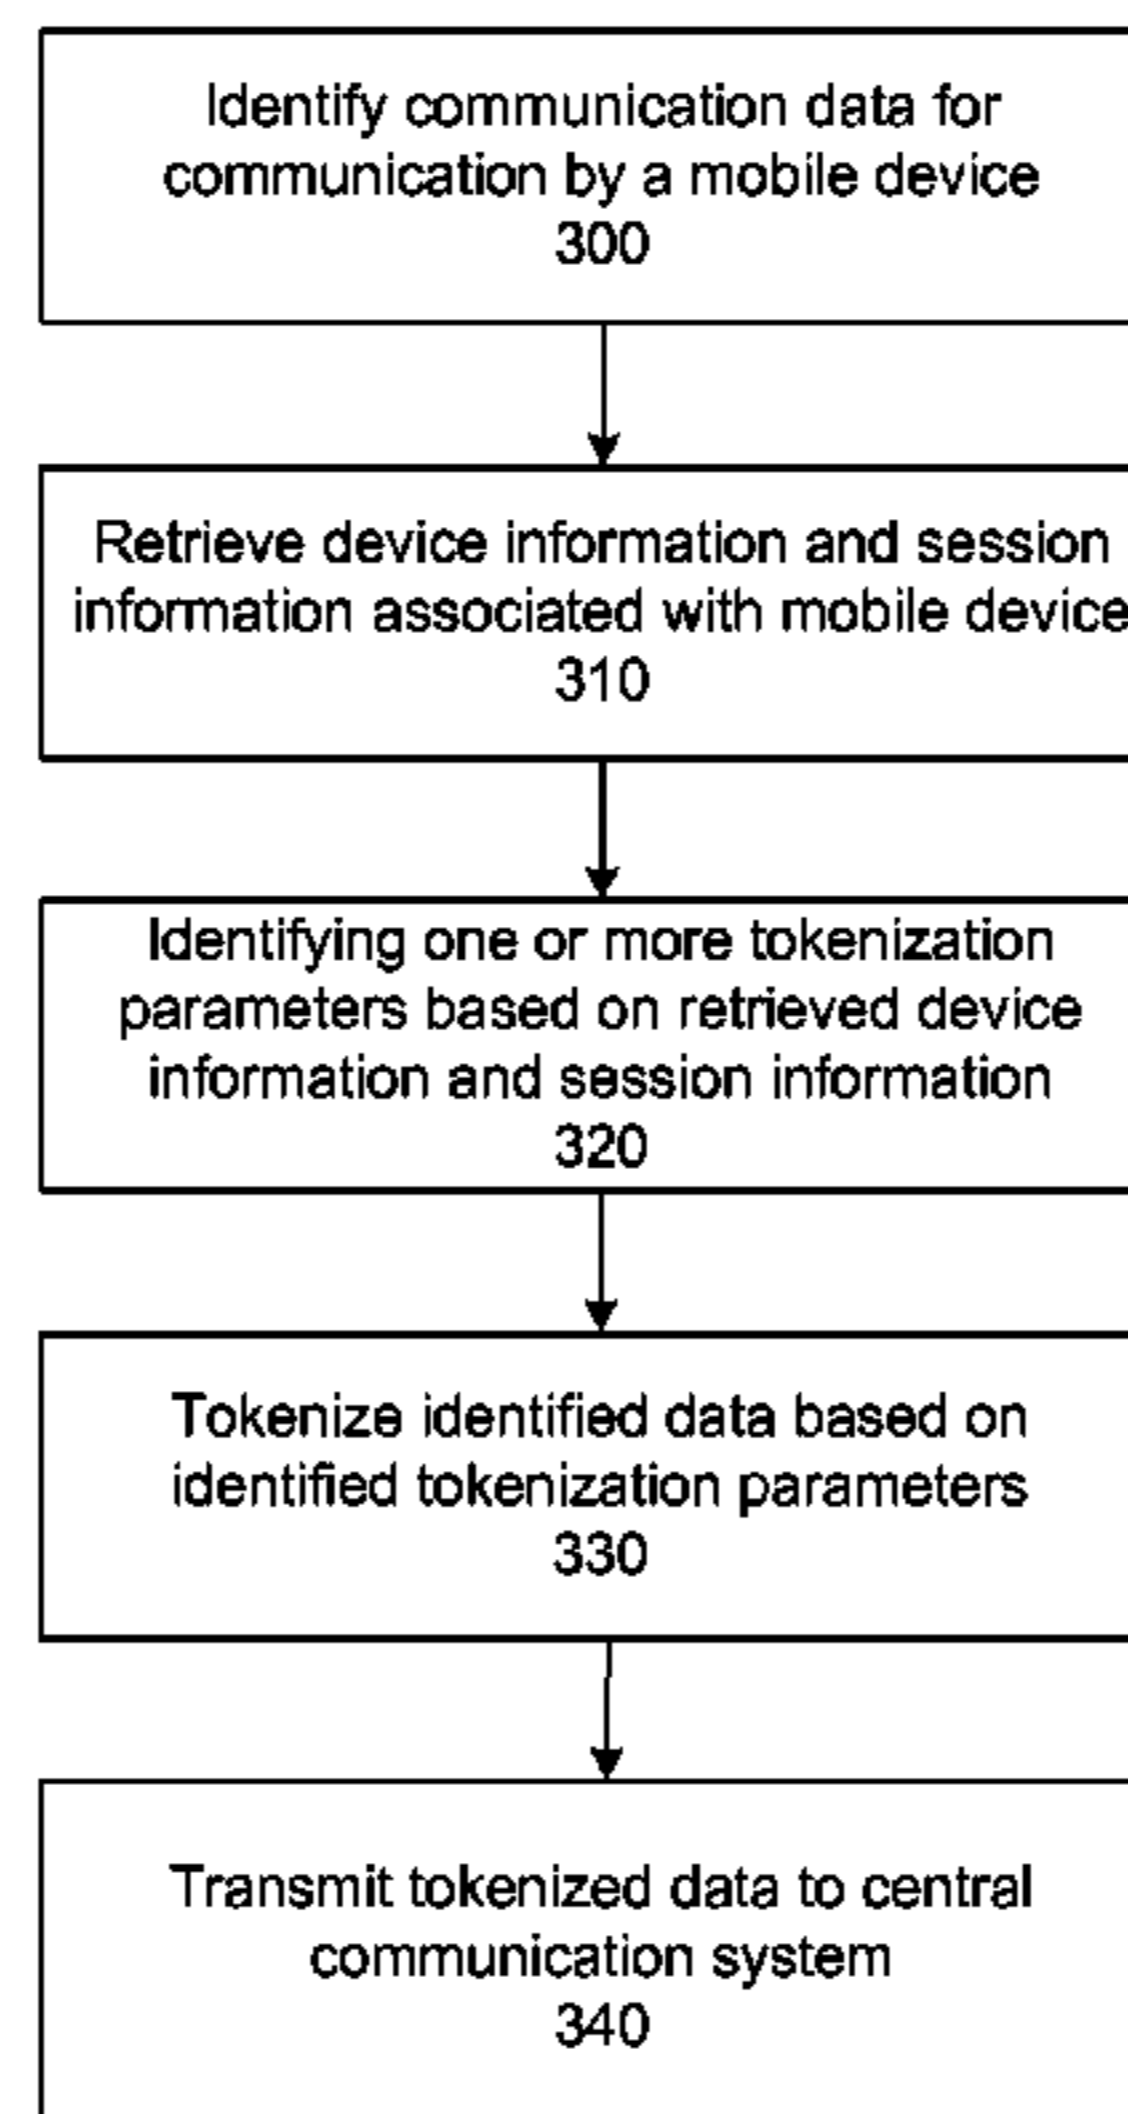 Identify communication data for
communication by a mobile device
300
Retrieve device information and session
information associated with mobile device
310
Identifying one or more tokenization
parameters based on retrieved device
information and session information
320
Tokenize identified data based on
identified tokenization parameters
330
Transmit tokenized data to central
communication system
340